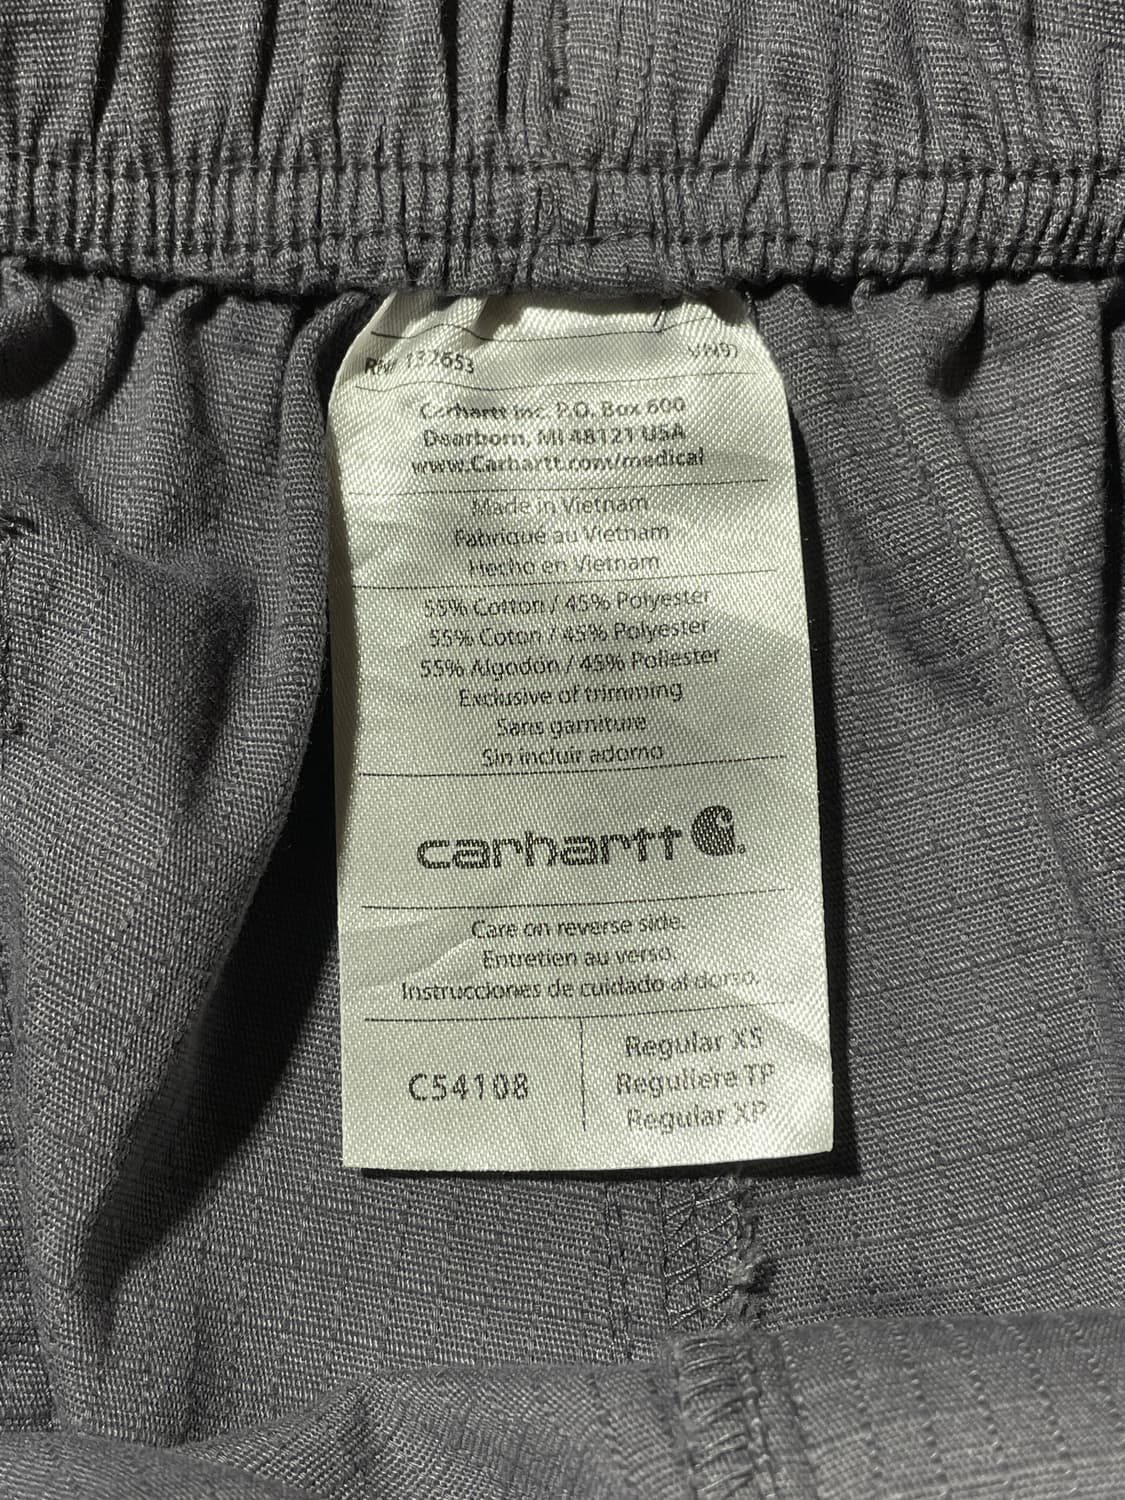 RN# 132653
Carhartt Inc. P.O. Box 600
Dearborn, MI 48121 USA
www.Carhartt.com/medical
Made in Vietnam
Fabriqué au Vietnam
Hecho en Vietnam
55% Cotton / 45% Polyester
55% Coton / 45% Polyester
55% Algodón / 45% Poliester
Exclusive of trimming
Sans garniture
Sin incluir adorno
carhartt
Care on reverse side.
Entretien au verso.
Instrucciones de cuidado al dorso.
C54108
Regular XS
Reguliere TP
Regular XP